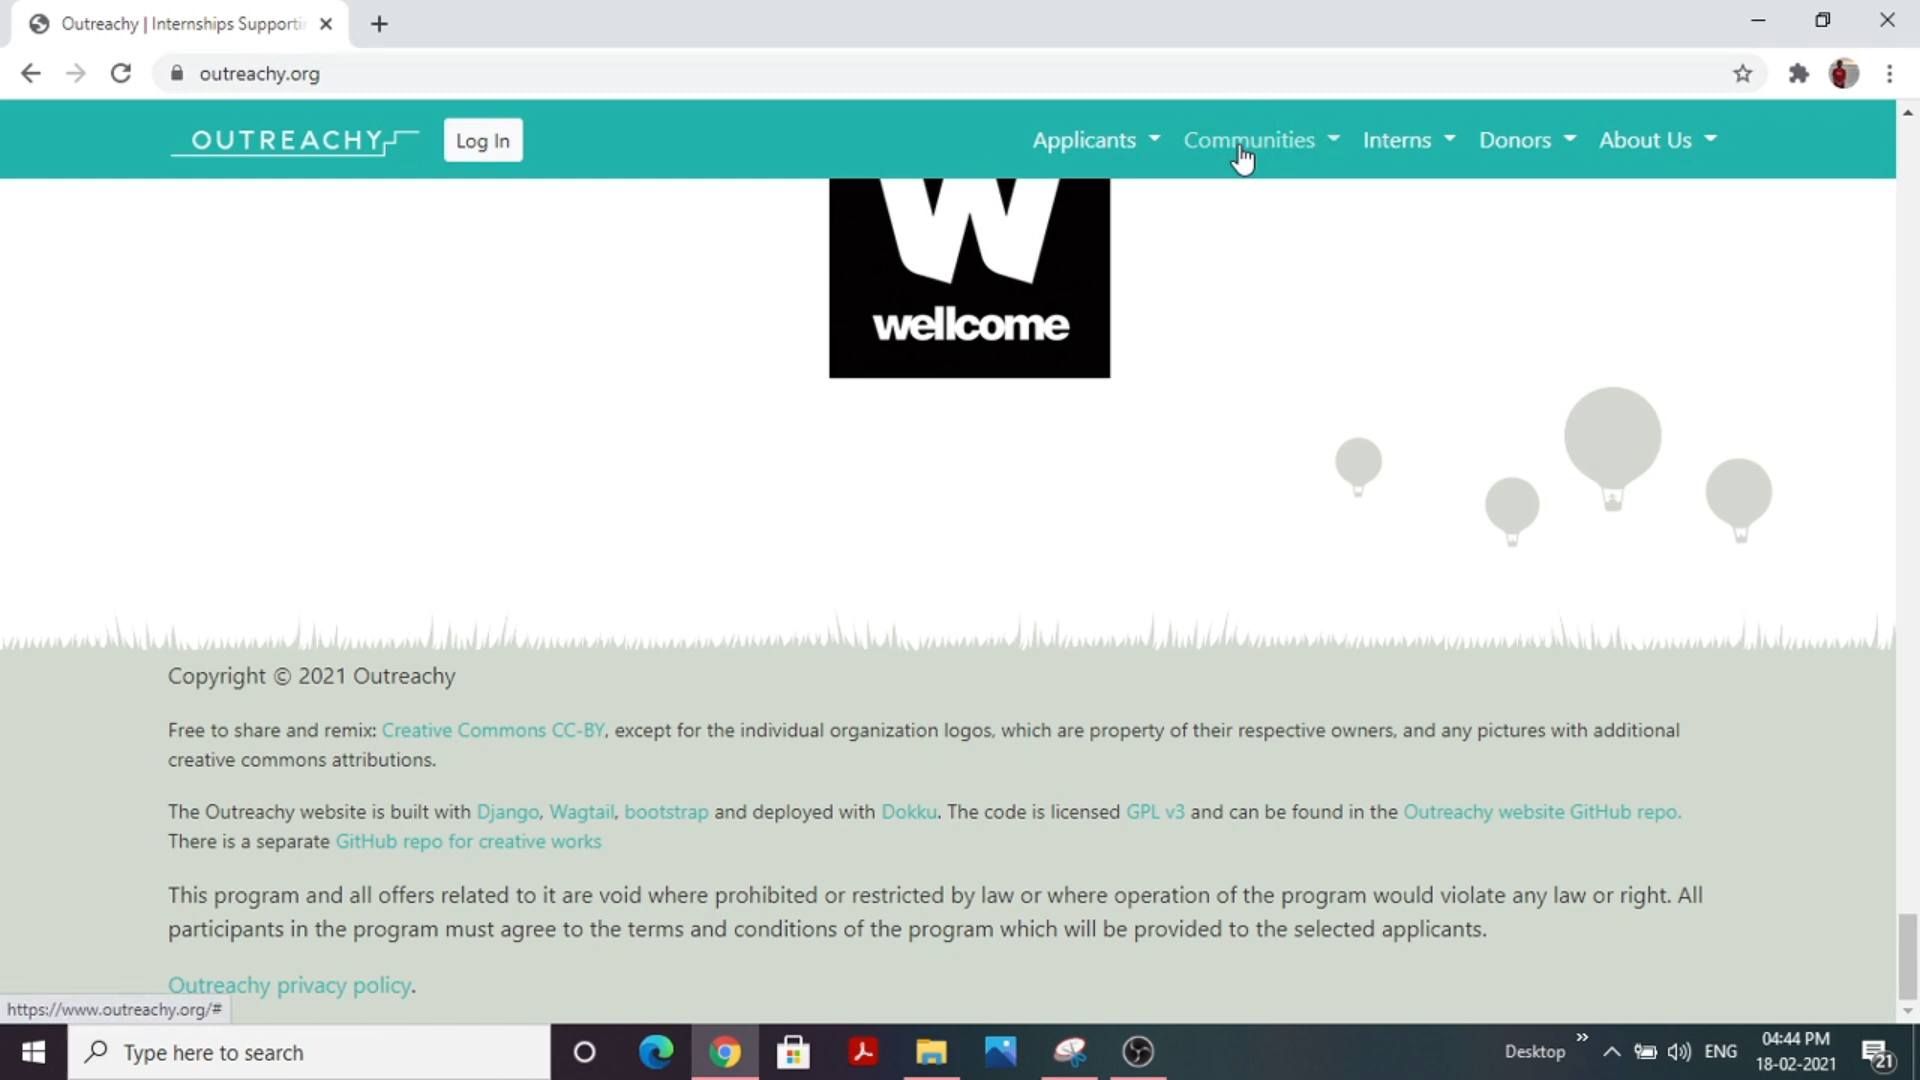 Outreachy | Internships Supporti
outreachy.org
OUTREACHY
Log In
Applicants
Communities
Interns
Donors
About Us
W
wellcome
Copyright © 2021 Outreachy
Free to share and remix: Creative Commons CC-BY, except for the individual organization logos, which are property of their respective owners, and any pictures with additional
creative commons attributions.
The Outreachy website is built with Django, Wagtail, bootstrap and deployed with Dokku. The code is licensed GPL v3 and can be found in the Outreachy website GitHub repo.
There is a separate GitHub repo for creative works
This program and all offers related to it are void where prohibited or restricted by law or where operation of the program would violate any law or right. All
participants in the program must agree to the terms and conditions of the program which will be provided to the selected applicants.
Outreachy privacy policy.
https://www.outreachy.org/#
Type here to search
Desktop
ENG
04:44 PM
18-02-2021
21